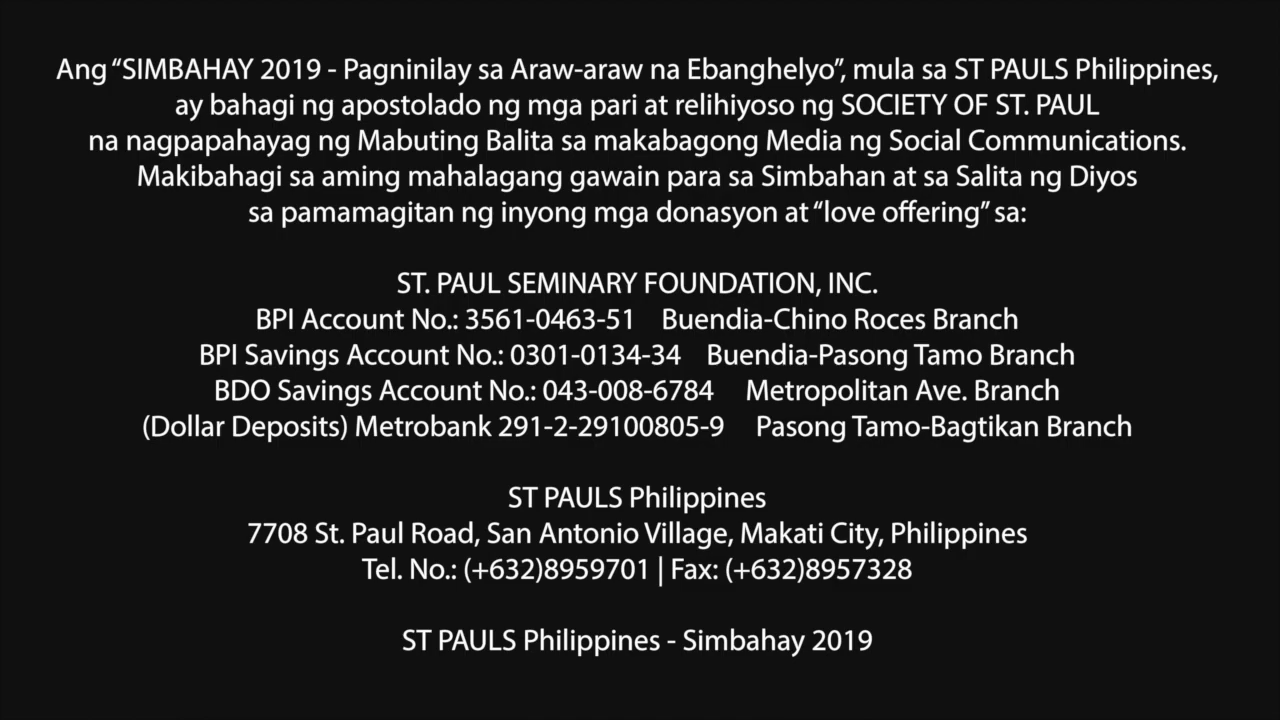 Ang “SIMBAHAY 2019 - Pagninilay sa Araw-araw na Ebanghelyo”, mula sa ST PAULS Philippines,
ay bahagi ng apostolado ng mga pari at relihiyoso ng SOCIETY OF ST. PAUL
na nagpapahayag ng Mabuting Balita sa makabagong Media ng Social Communications.
Makibahagi sa aming mahalagang gawain para sa Simbahan at sa Salita ng Diyos
sa pamamagitan ng inyong mga donasyon at “love offering” sa:
ST. PAUL SEMINARY FOUNDATION, INC.
BPI Account No.: 3561-0463-51 Buendia-Chino Roces Branch
BPI Savings Account No.: 0301-0134-34 Buendia-Pasong Tamo Branch
BDO Savings Account No.: 043-008-6784 Metropolitan Ave. Branch
(Dollar Deposits) Metrobank 291-2-29100805-9 Pasong Tamo-Bagtikan Branch
ST PAULS Philippines
7708 St. Paul Road, San Antonio Village, Makati City, Philippines
Tel. No.: (+632)8959701 | Fax: (+632)8957328
ST PAULS Philippines - Simbahay 2019